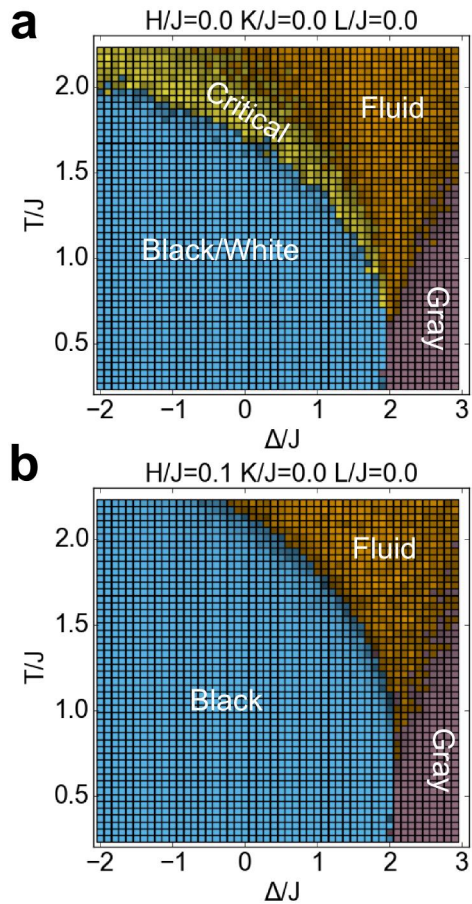 a
H/J=0.0 K/J=0.0 L/J=0.0
T/J
2.0
1.5
1.0
0.5
Critical
Fluid
Black/White
Gray
−2 −1 0 1 2 3
Δ/J
b
H/J=0.1 K/J=0.0 L/J=0.0
T/J
2.0
1.5
1.0
0.5
Fluid
Black
Gray
−2 −1 0 1 2 3
Δ/J